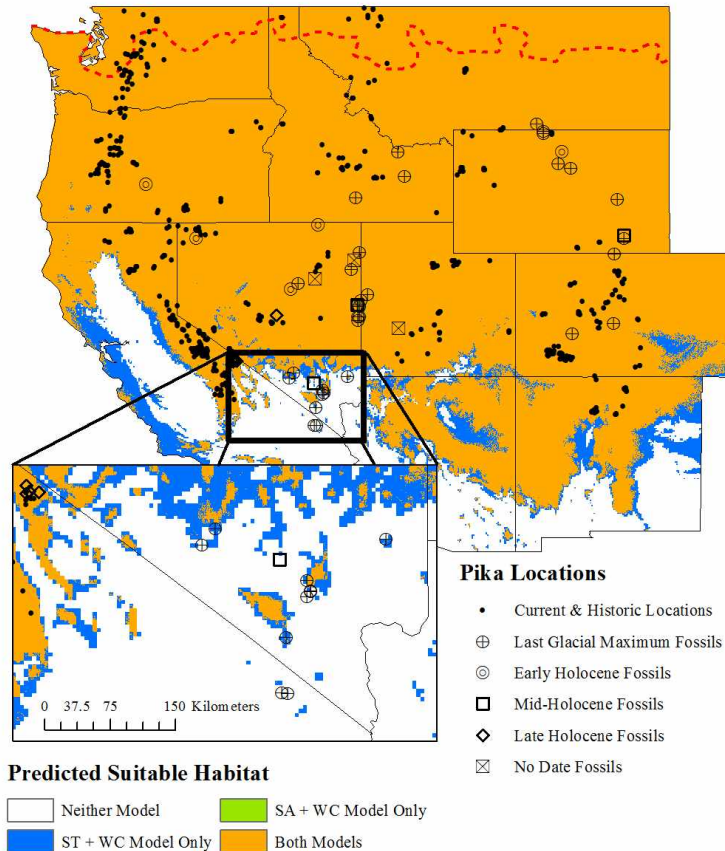 Pika Locations
Current & Historic Locations
Last Glacial Maximum Fossils
Early Holocene Fossils
Mid-Holocene Fossils
Late Holocene Fossils
No Date Fossils
0 37.5 75 150 Kilometers
Predicted Suitable Habitat
Neither Model
SA + WC Model Only
ST + WC Model Only
Both Models